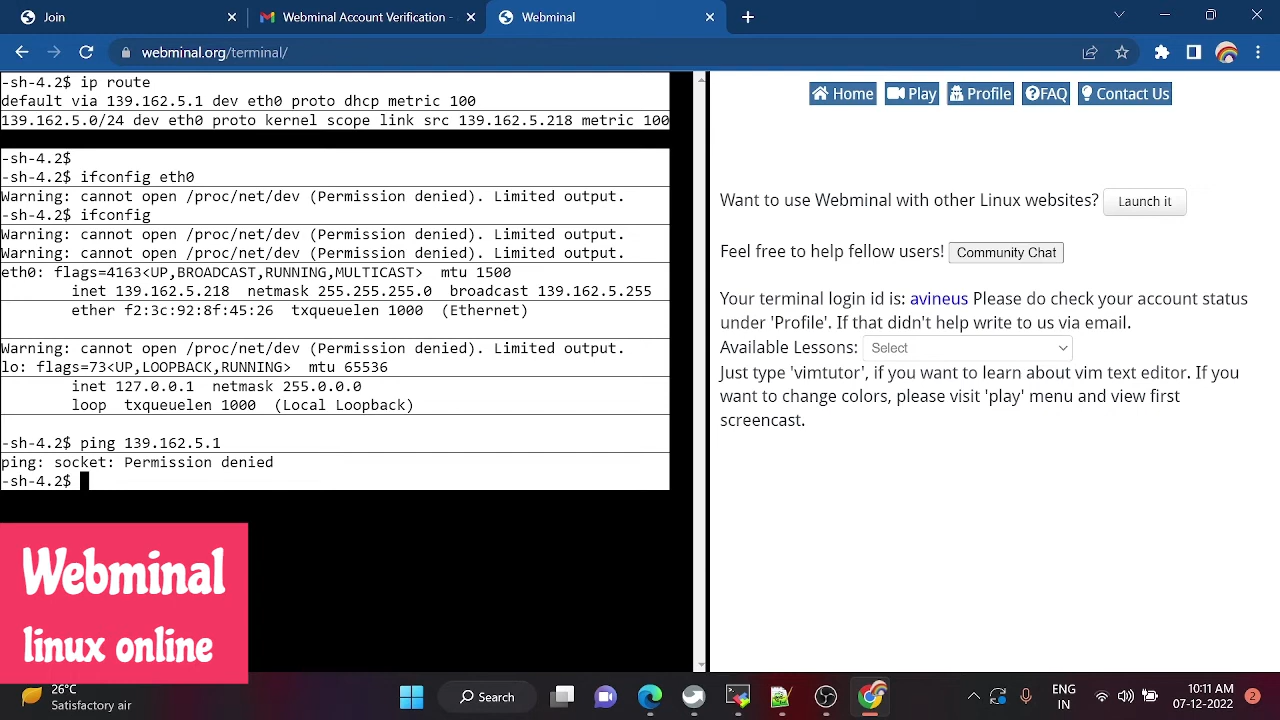 Join
Webminal Account Verification -
Webminal
webminal.org/terminal/
-sh-4.2$ ip route
default via 139.162.5.1 dev eth0 proto dhcp metric 100
139.162.5.0/24 dev eth0 proto kernel scope link src 139.162.5.218 metric 100
-sh-4.2$
-sh-4.2$ ifconfig eth0
Warning: cannot open /proc/net/dev (Permission denied). Limited output.
-sh-4.2$ ifconfig
Warning: cannot open /proc/net/dev (Permission denied). Limited output.
Warning: cannot open /proc/net/dev (Permission denied). Limited output.
eth0: flags=4163<UP,BROADCAST,RUNNING,MULTICAST>  mtu 1500
inet 139.162.5.218  netmask 255.255.255.0  broadcast 139.162.5.255
ether f2:3c:92:8f:45:26  txqueuelen 1000  (Ethernet)
Warning: cannot open /proc/net/dev (Permission denied). Limited output.
lo: flags=73<UP,LOOPBACK,RUNNING>  mtu 65536
inet 127.0.0.1  netmask 255.0.0.0
loop  txqueuelen 1000  (Local Loopback)
-sh-4.2$ ping 139.162.5.1
ping: socket: Permission denied
-sh-4.2$
Home Play Profile FAQ Contact Us
Want to use Webminal with other Linux websites? Launch it
Feel free to help fellow users! Community Chat
Your terminal login id is: avineus Please do check your account status
under 'Profile'. If that didn't help write to us via email.
Available Lessons: Select
Just type 'vimtutor', if you want to learn about vim text editor. If you
want to change colors, please visit 'play' menu and view first
screencast.
Webminal
linux online
26°C
Satisfactory air
Search
ENG
IN
10:11 AM
07-12-2022
2